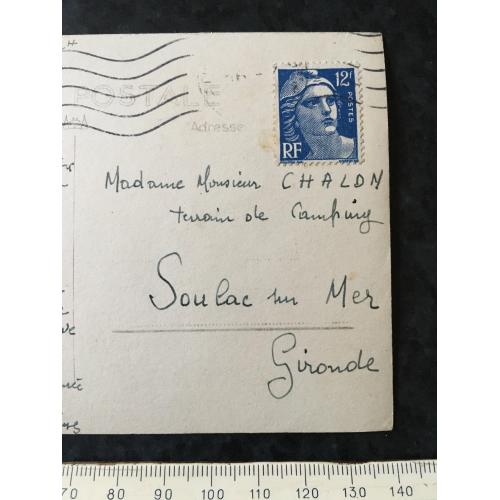 POSTALE
Adresse
12F
POSTES
RF
Madame Monsieur CHALON
terrain de Camping
Soulac sur Mer
Gironde
70 80 90 100 110 120 130 140